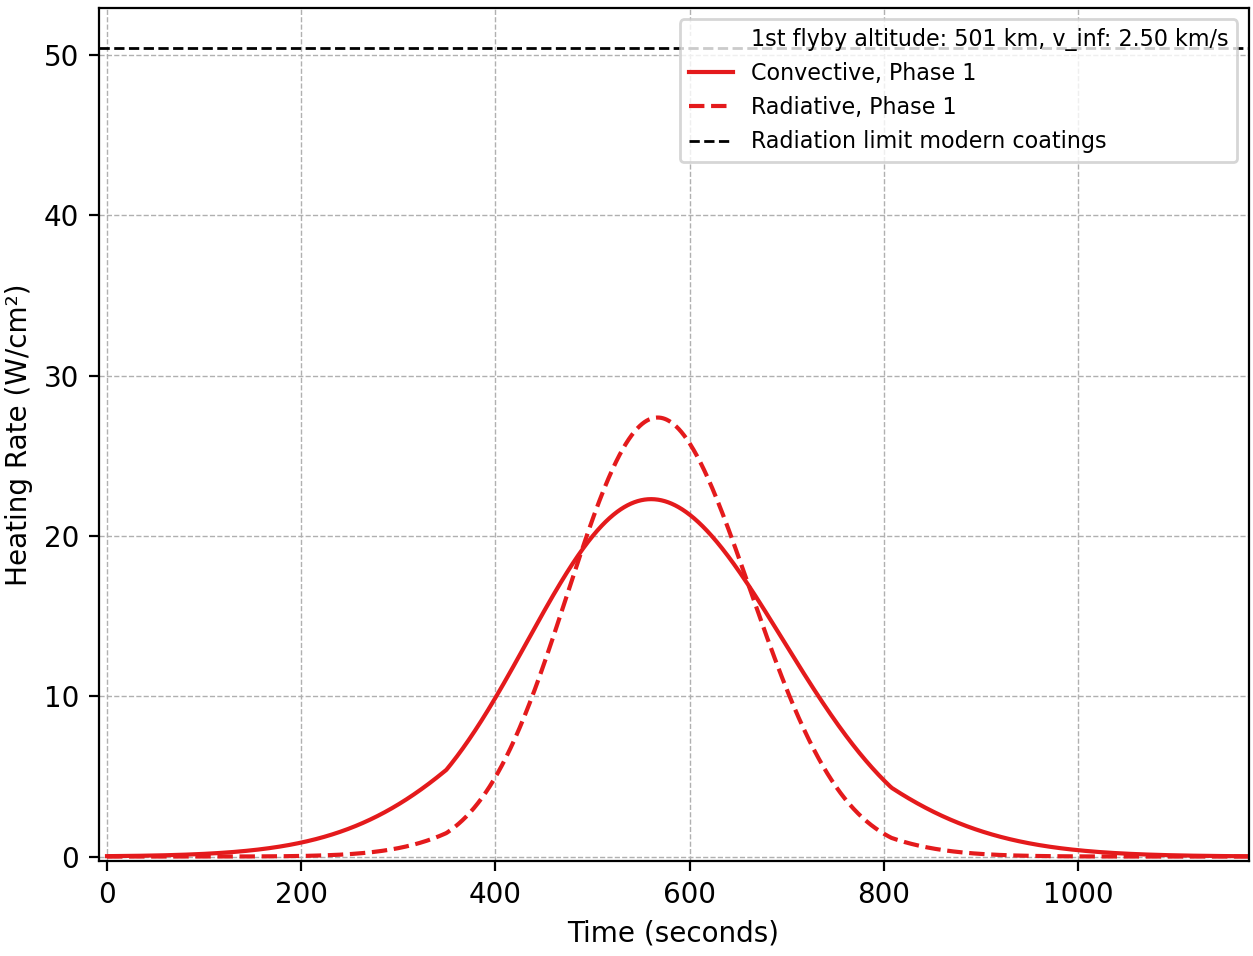 1st flyby altitude: 501 km, v_inf: 2.50 km/s
Convective, Phase 1
Radiative, Phase 1
Radiation limit modern coatings
Heating Rate (W/cm²)
50
40
30
20
10
0
0 200 400 600 800 1000
Time (seconds)